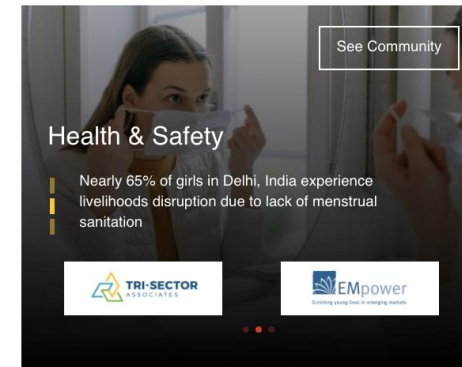 See Community
Health & Safety
Nearly 65% of girls in Delhi, India experience
livelihoods disruption due to lack of menstrual
sanitation
TRI-SECTOR
ASSOCIATES
EMpower
Enriching young lives in emerging markets